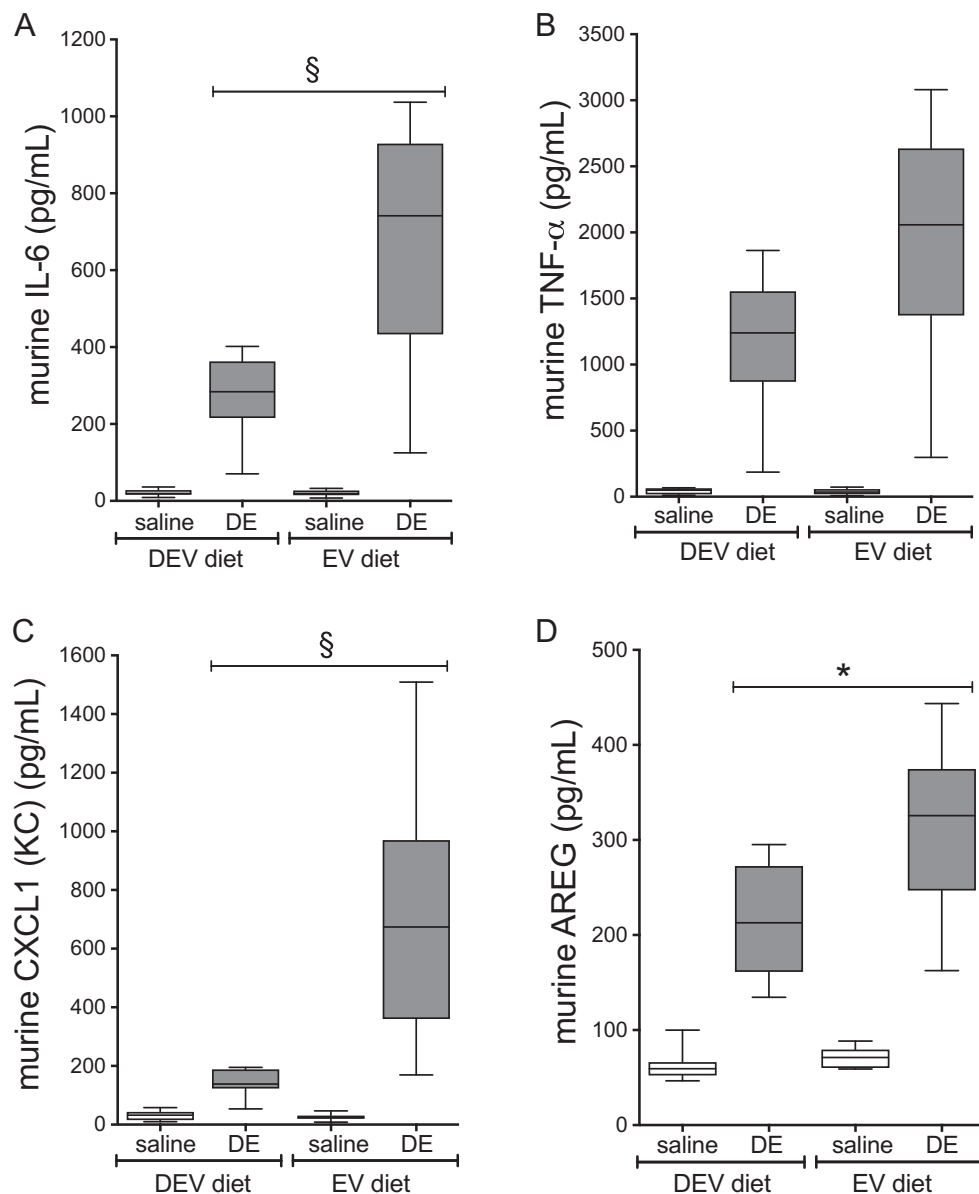 A
murine IL-6 (pg/mL)
1200
1000
800
600
400
200
0
§
saline DE saline DE
DEV diet EV diet
B
murine TNF-α (pg/mL)
3500
3000
2500
2000
1500
1000
500
0
saline DE saline DE
DEV diet EV diet
C
murine CXCL1 (KC) (pg/mL)
1600
1400
1200
1000
800
600
400
200
0
§
saline DE saline DE
DEV diet EV diet
D
murine AREG (pg/mL)
500
400
300
200
100
0
*
saline DE saline DE
DEV diet EV diet